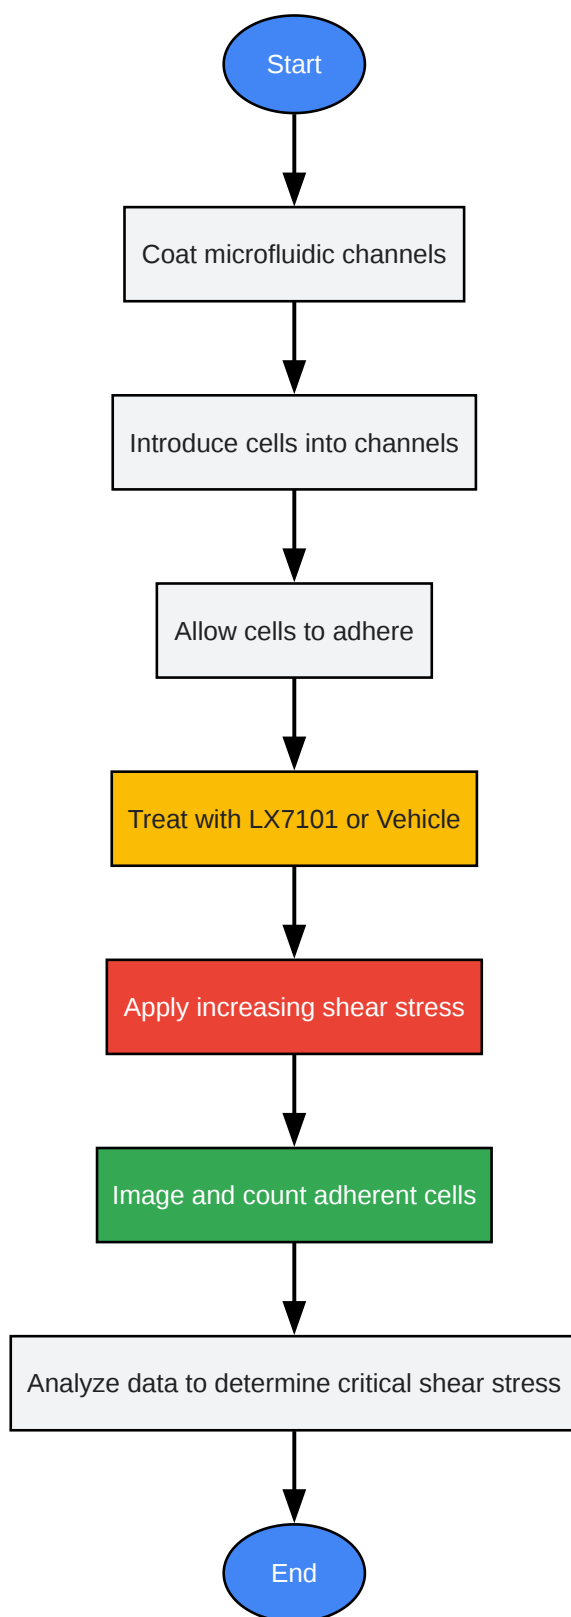 Start
Coat microfluidic channels
Introduce cells into channels
Allow cells to adhere
Treat with LX7101 or Vehicle
Apply increasing shear stress
Image and count adherent cells
Analyze data to determine critical shear stress
End